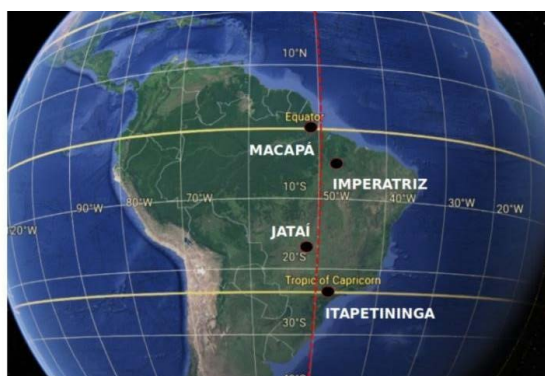 10°N
Equator
MACAPÁ
IMPERATRIZ
10°S
90°W
80°W
70°W
50°W
40°W
30°W
20°W
120°W
JATAÍ
20°S
Tropic of Capricorn
ITAPETININGA
30°S